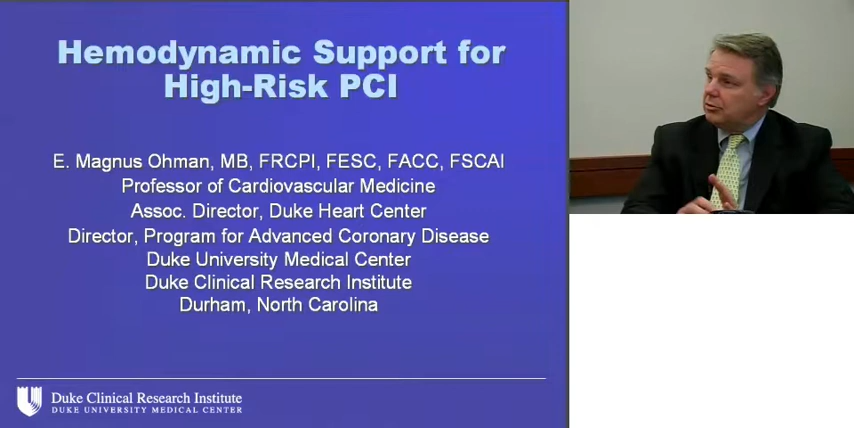 Hemodynamic Support for
High-Risk PCI
E. Magnus Ohman, MB, FRCPI, FESC, FACC, FSCAI
Professor of Cardiovascular Medicine
Assoc. Director, Duke Heart Center
Director, Program for Advanced Coronary Disease
Duke University Medical Center
Duke Clinical Research Institute
Durham, North Carolina
Duke Clinical Research Institute
DUKE UNIVERSITY MEDICAL CENTER